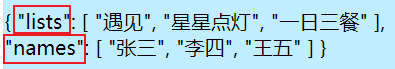 { "lists": [ "遇见", "星星点灯", "一日三餐" ],
"names": [ "张三", "李四", "王五" ] }